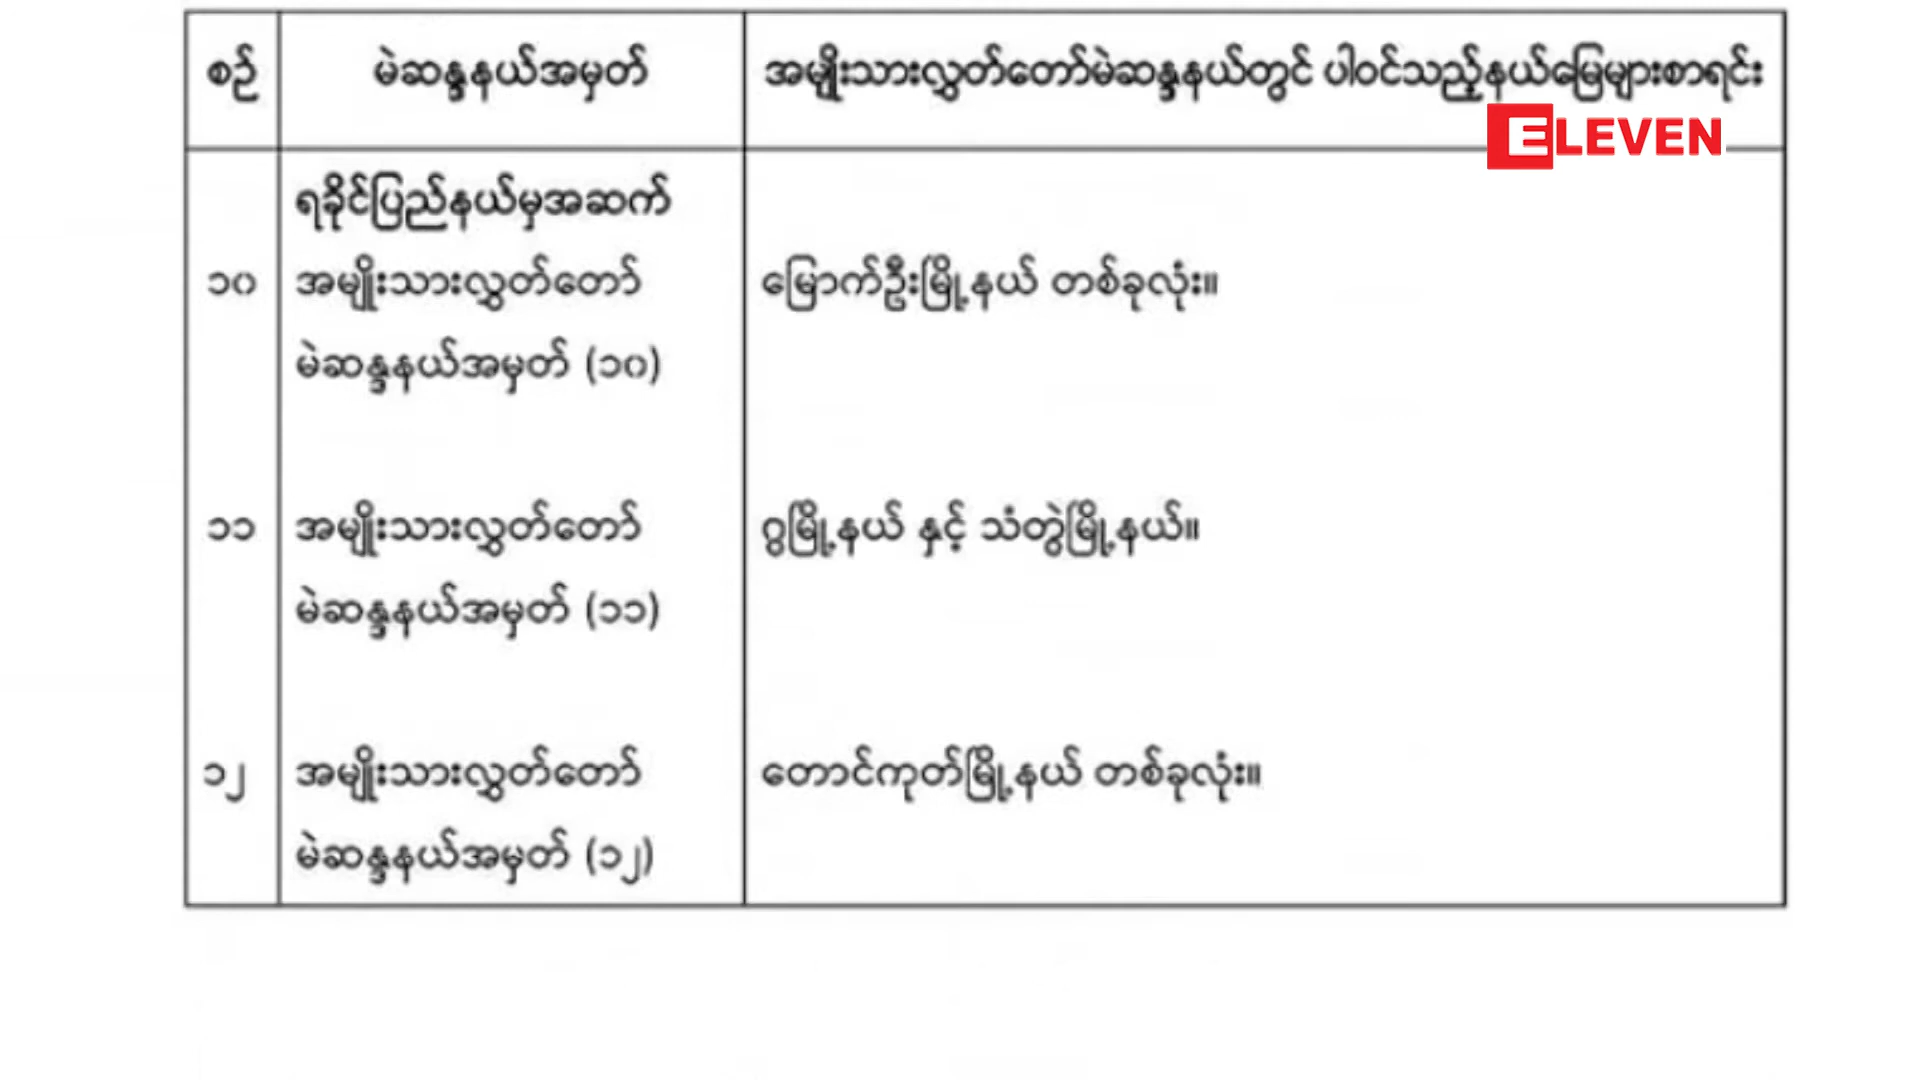 စဉ် မဲဆန္ဒနယ်အမှတ် အမျိုးသားလွှတ်တော်မဲဆန္ဒနယ်တွင် ပါဝင်သည့်နယ်မြေများစာရင်း
ELEVEN
ရခိုင်ပြည်နယ်မှအဆက်
၁၀ အမျိုးသားလွှတ်တော် မြောက်ဦးမြို့နယ် တစ်ခုလုံး။
မဲဆန္ဒနယ်အမှတ် (၁၀)
၁၁ အမျိုးသားလွှတ်တော် ဂွမြို့နယ် နှင့် သံတွဲမြို့နယ်။
မဲဆန္ဒနယ်အမှတ် (၁၁)
၁၂ အမျိုးသားလွှတ်တော် တောင်ကုတ်မြို့နယ် တစ်ခုလုံး။
မဲဆန္ဒနယ်အမှတ် (၁၂)